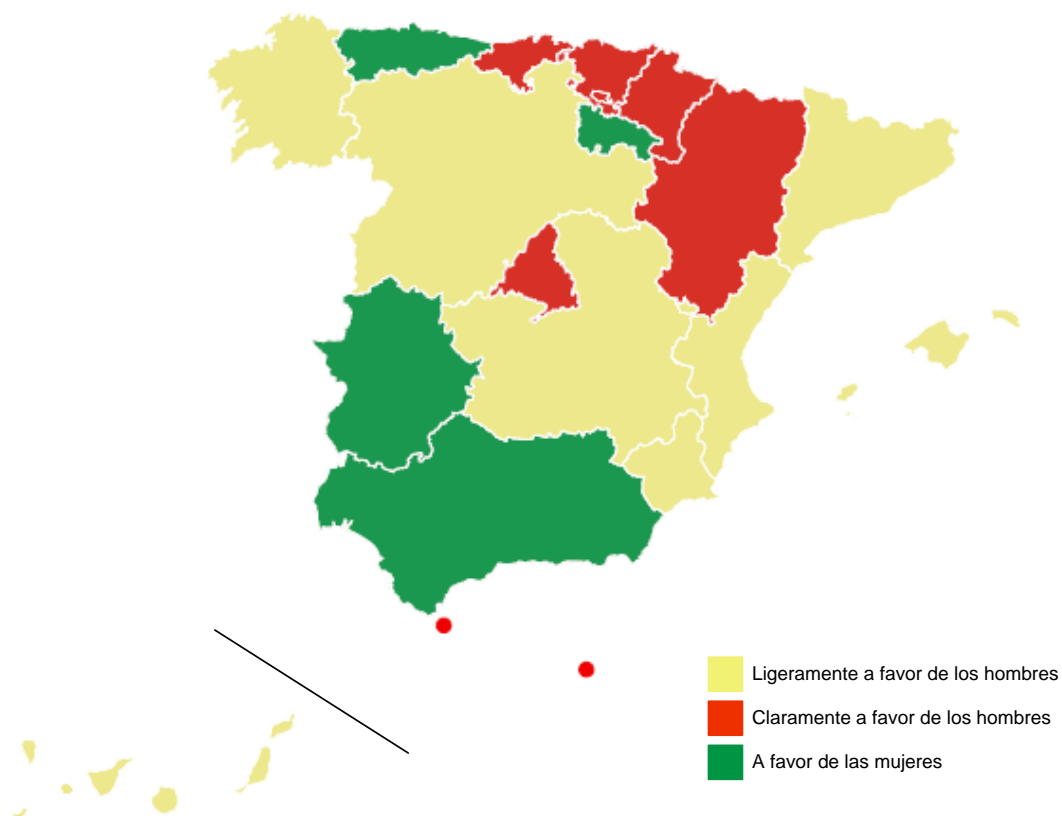 Ligeramente a favor de los hombres
Claramente a favor de los hombres
A favor de las mujeres